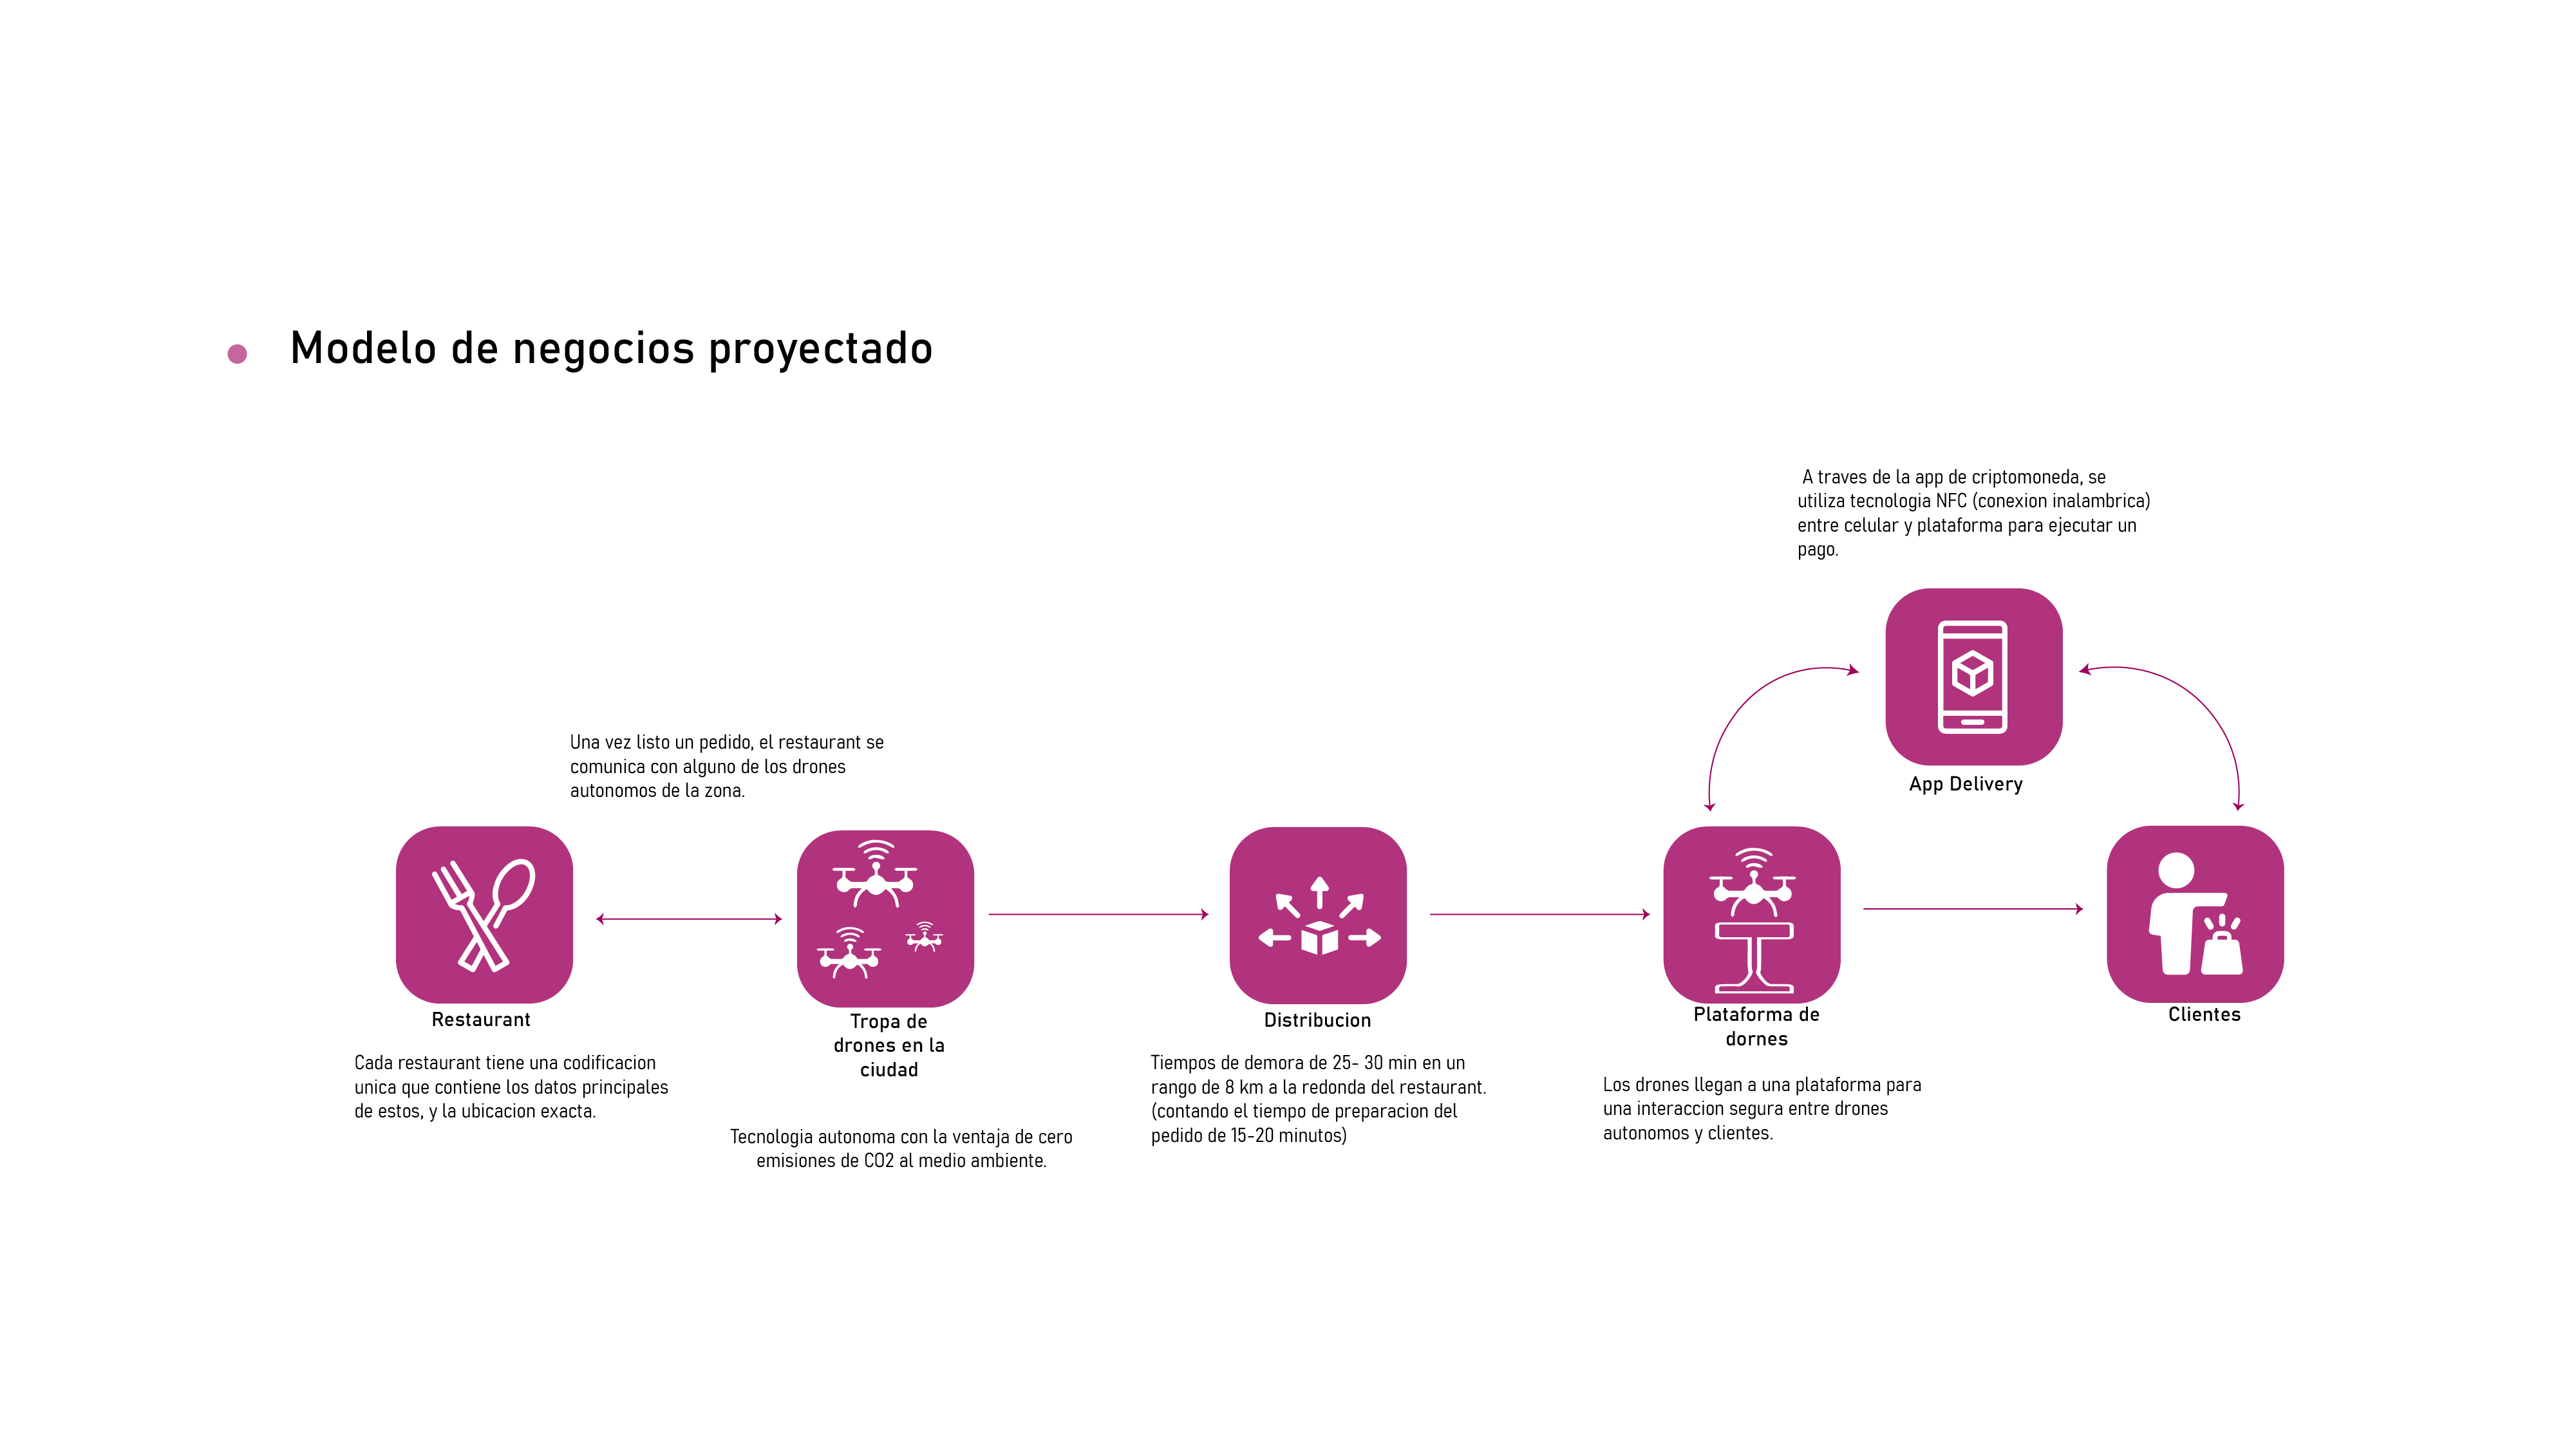 Modelo de negocios proyectado
A traves de la app de criptomoneda, se
utiliza tecnologia NFC (conexion inalambrica)
entre celular y plataforma para ejecutar un
pago.
App Delivery
Una vez listo un pedido, el restaurant se
comunica con alguno de los drones
autonomos de la zona.
Restaurant
Cada restaurant tiene una codificacion
unica que contiene los datos principales
de estos, y la ubicacion exacta.
Tropa de
drones en la
ciudad
Tecnologia autonoma con la ventaja de cero
emisiones de CO2 al medio ambiente.
Distribucion
Tiempos de demora de 25- 30 min en un
rango de 8 km a la redonda del restaurant.
(contando el tiempo de preparacion del
pedido de 15-20 minutos)
Plataforma de
dornes
Los drones llegan a una plataforma para
una interaccion segura entre drones
autonomos y clientes.
Clientes